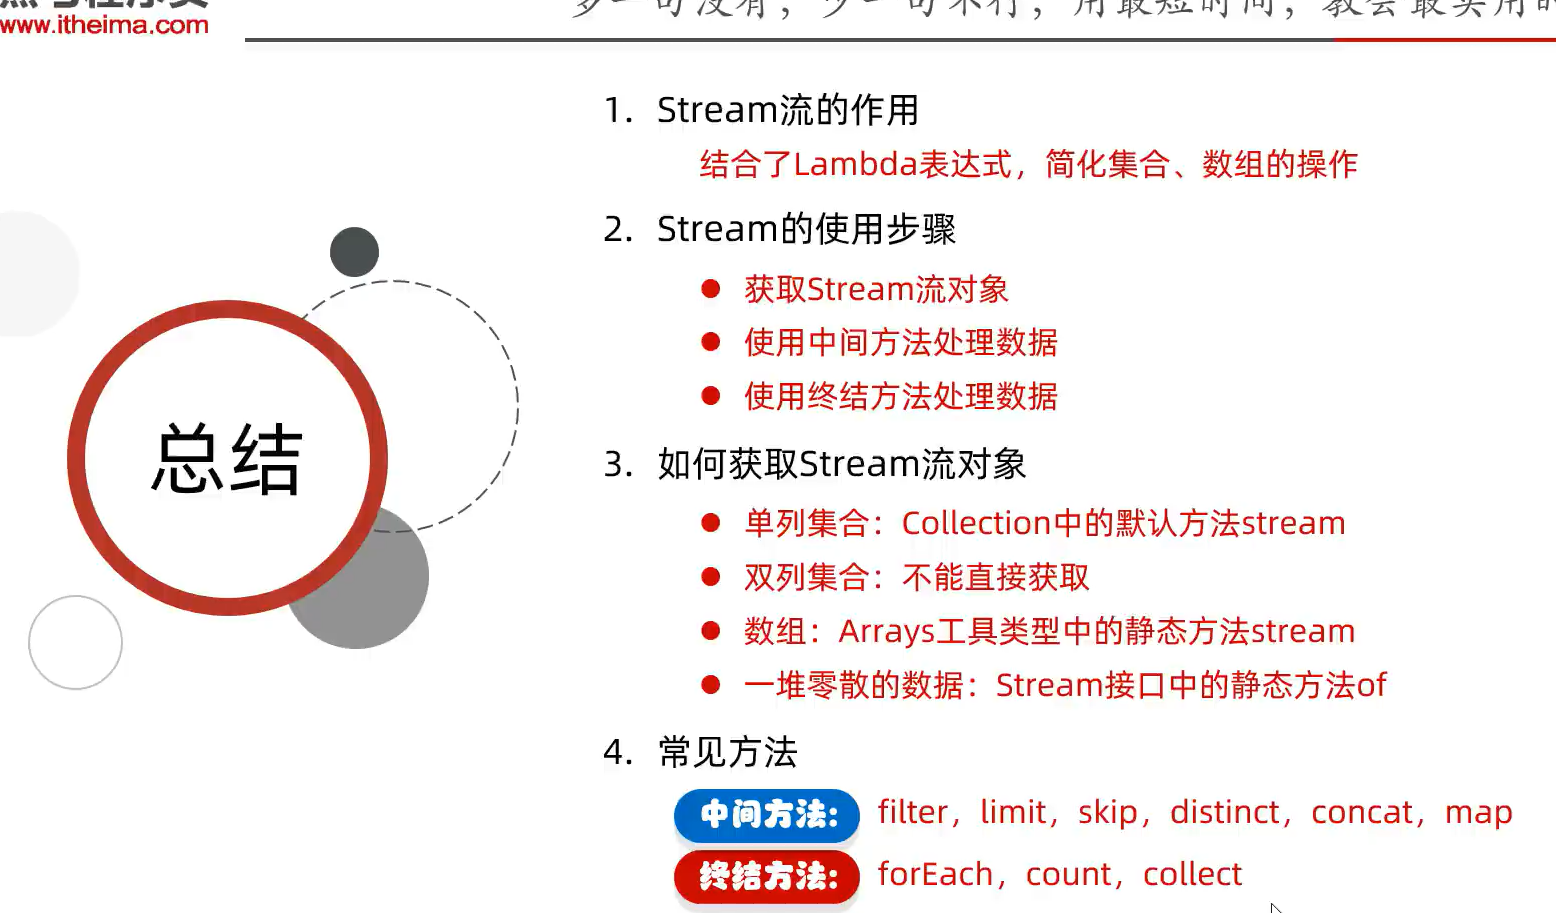 www.itheima.com
1. Stream流的作用
结合了Lambda表达式，简化集合、数组的操作
2. Stream的使用步骤
获取Stream流对象
使用中间方法处理数据
使用终结方法处理数据
总结
3. 如何获取Stream流对象
单列集合：Collection中的默认方法stream
双列集合：不能直接获取
数组：Arrays工具类型中的静态方法stream
一堆零散的数据：Stream接口中的静态方法of
4. 常见方法
中间方法: filter，limit，skip，distinct，concat，map
终结方法: forEach，count，collect